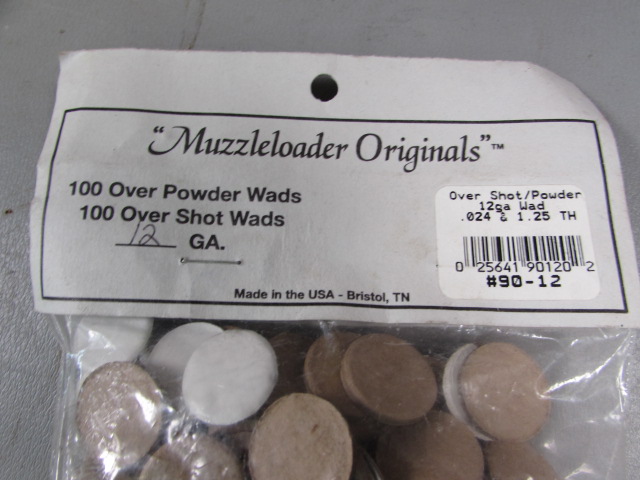 "Muzzleloader Originals"™
100 Over Powder Wads
100 Over Shot Wads
12 GA.
Made in the USA - Bristol, TN
Over Shot/Powder
12ga Wad
.024 & 1.25 TH
0 25641 90120 2
#90-12